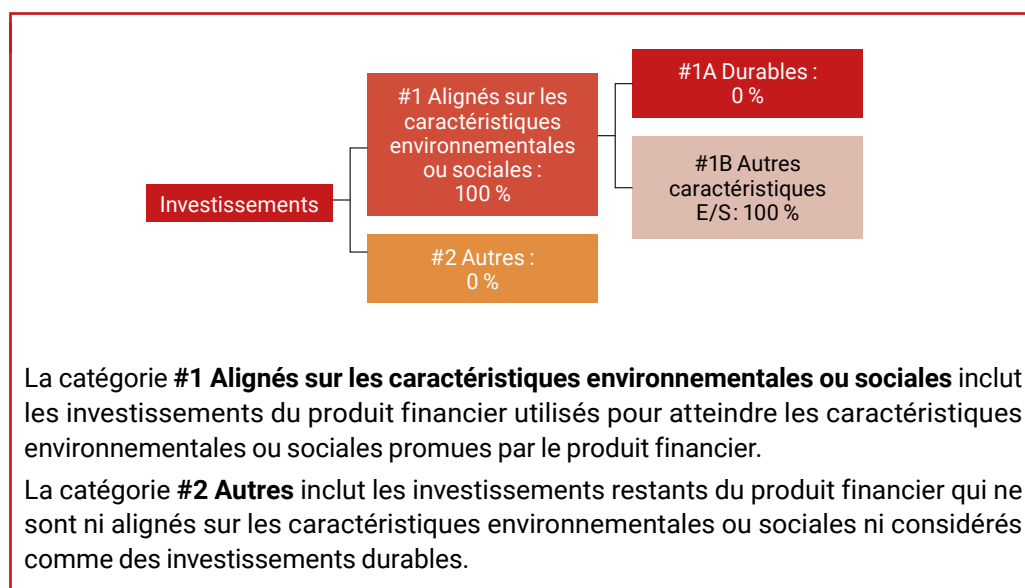 Investissements
#1 Alignés sur les
caractéristiques
environnementales
ou sociales :
100 %
#2 Autres :
0 %
#1A Durables :
0 %
#1B Autres
caractéristiques
E/S: 100 %
La catégorie #1 Alignés sur les caractéristiques environnementales ou sociales inclut
les investissements du produit financier utilisés pour atteindre les caractéristiques
environnementales ou sociales promues par le produit financier.
La catégorie #2 Autres inclut les investissements restants du produit financier qui ne
sont ni alignés sur les caractéristiques environnementales ou sociales ni considérés
comme des investissements durables.